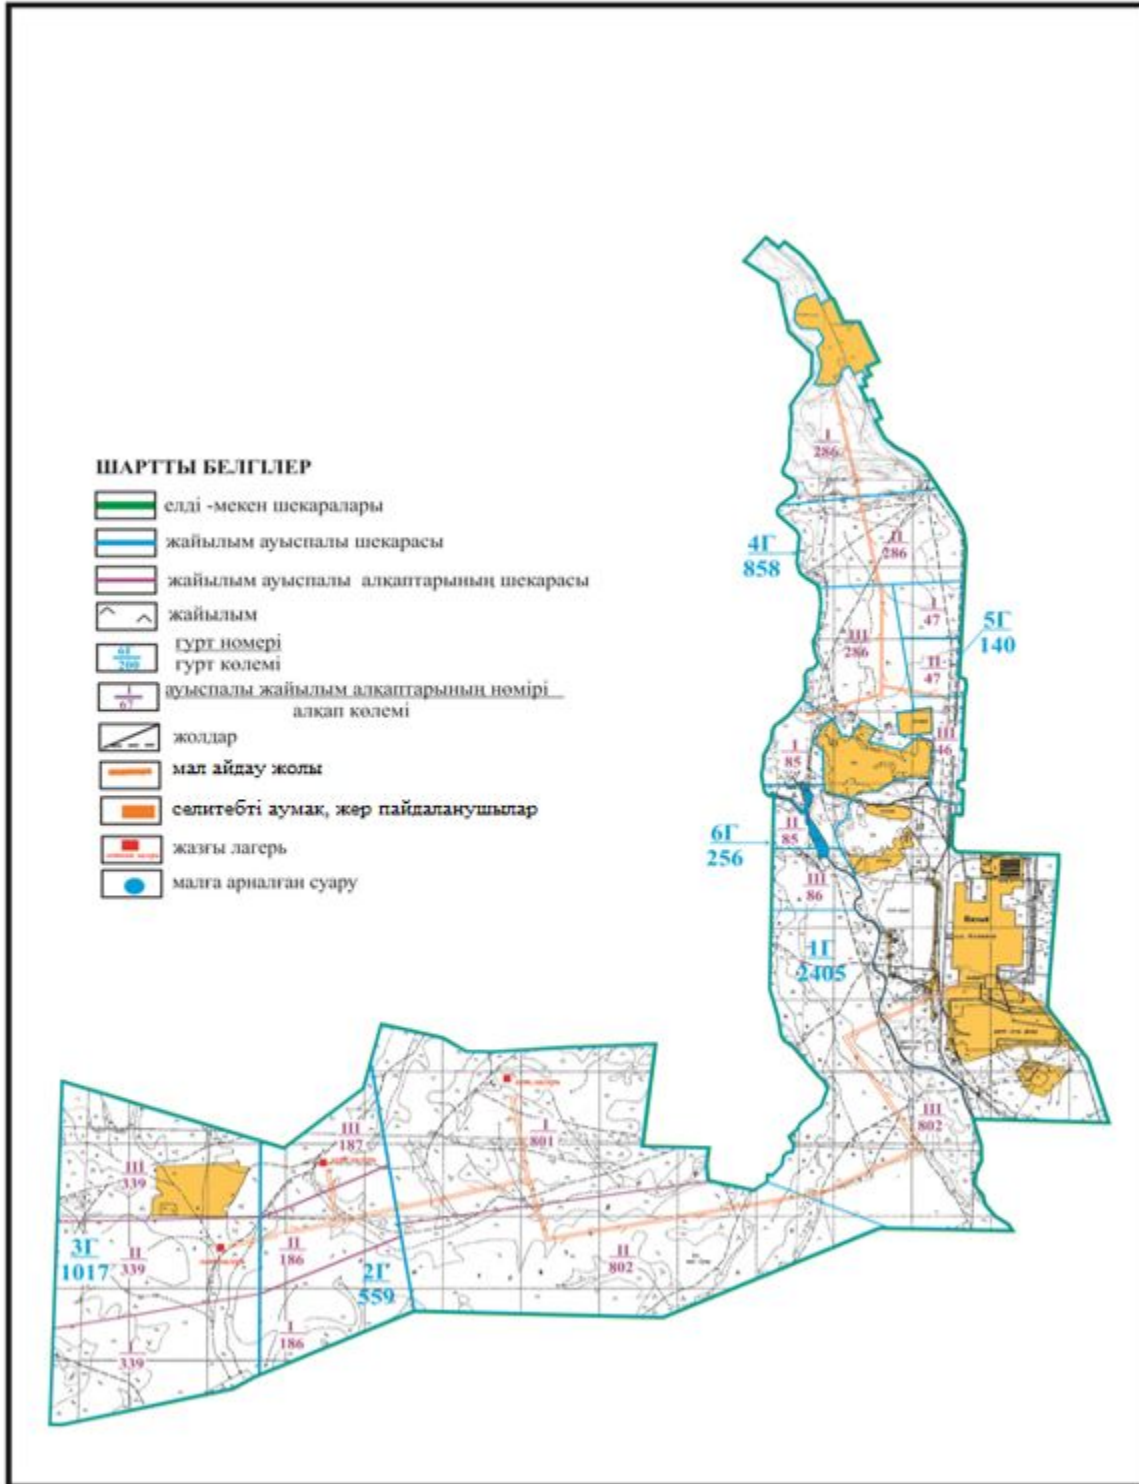 ШАРТТЫ БЕЛГІЛЕР
елді -мекен шекаралары
жайылым ауыспалы шекарасы
жайылым ауыспалы алқаптарының шекарасы
жайылым
6Г
200
гурт номері
гурт көлемі
I
67
ауыспалы жайылым алқаптарының нөмірі
алқап көлемі
жолдар
мал айдау жолы
селитебті аумак, жер пайдаланушылар
жазғы лагерь
малға арналған суару
I
286
II
286
4Г
858
III
286
I
47
5Г
140
II
47
III
46
I
85
II
85
6Г
256
III
86
1Г
2405
III
802
I
801
III
187
III
339
II
339
3Г
1017
II
186
2Г
559
II
802
I
186
I
339